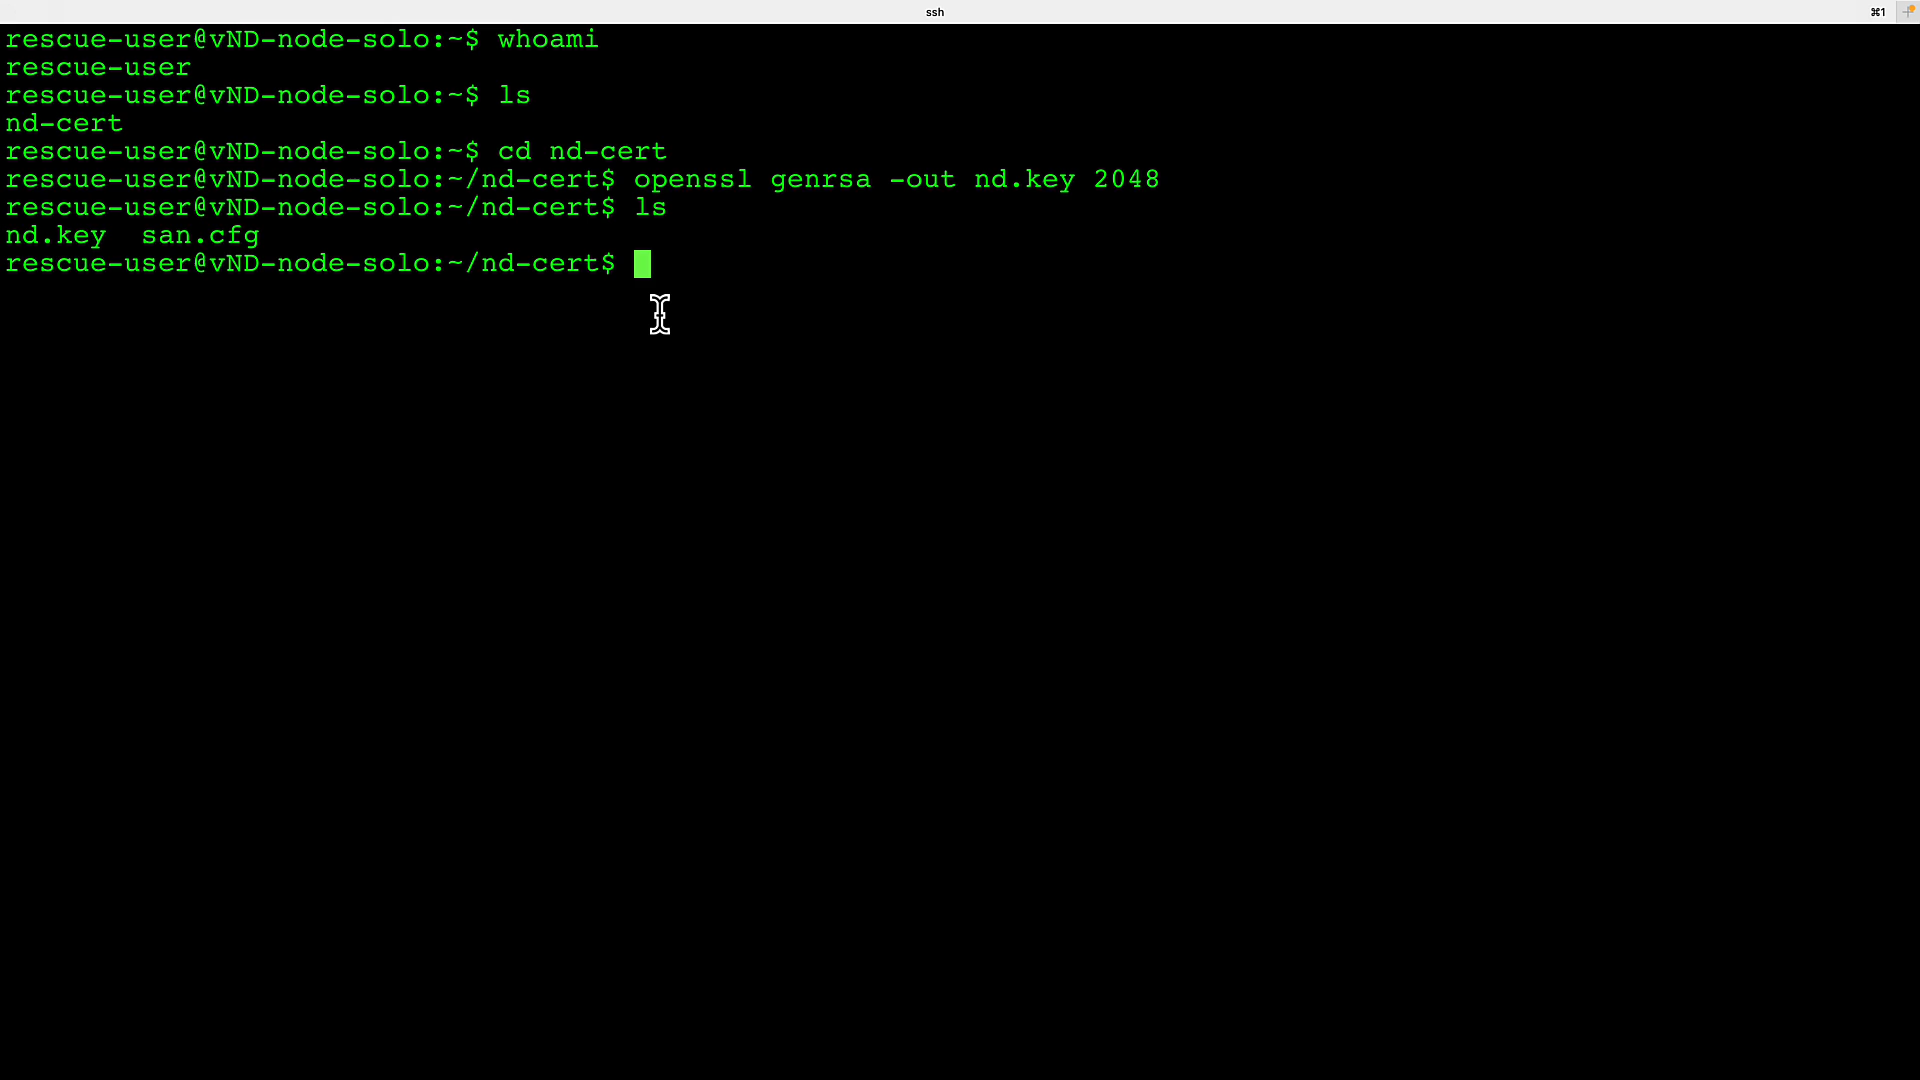 ssh
⌘1
rescue-user@vND-node-solo:~$ whoami
rescue-user
rescue-user@vND-node-solo:~$ ls
nd-cert
rescue-user@vND-node-solo:~$ cd nd-cert
rescue-user@vND-node-solo:~/nd-cert$ openssl genrsa -out nd.key 2048
rescue-user@vND-node-solo:~/nd-cert$ ls
nd.key  san.cfg
rescue-user@vND-node-solo:~/nd-cert$